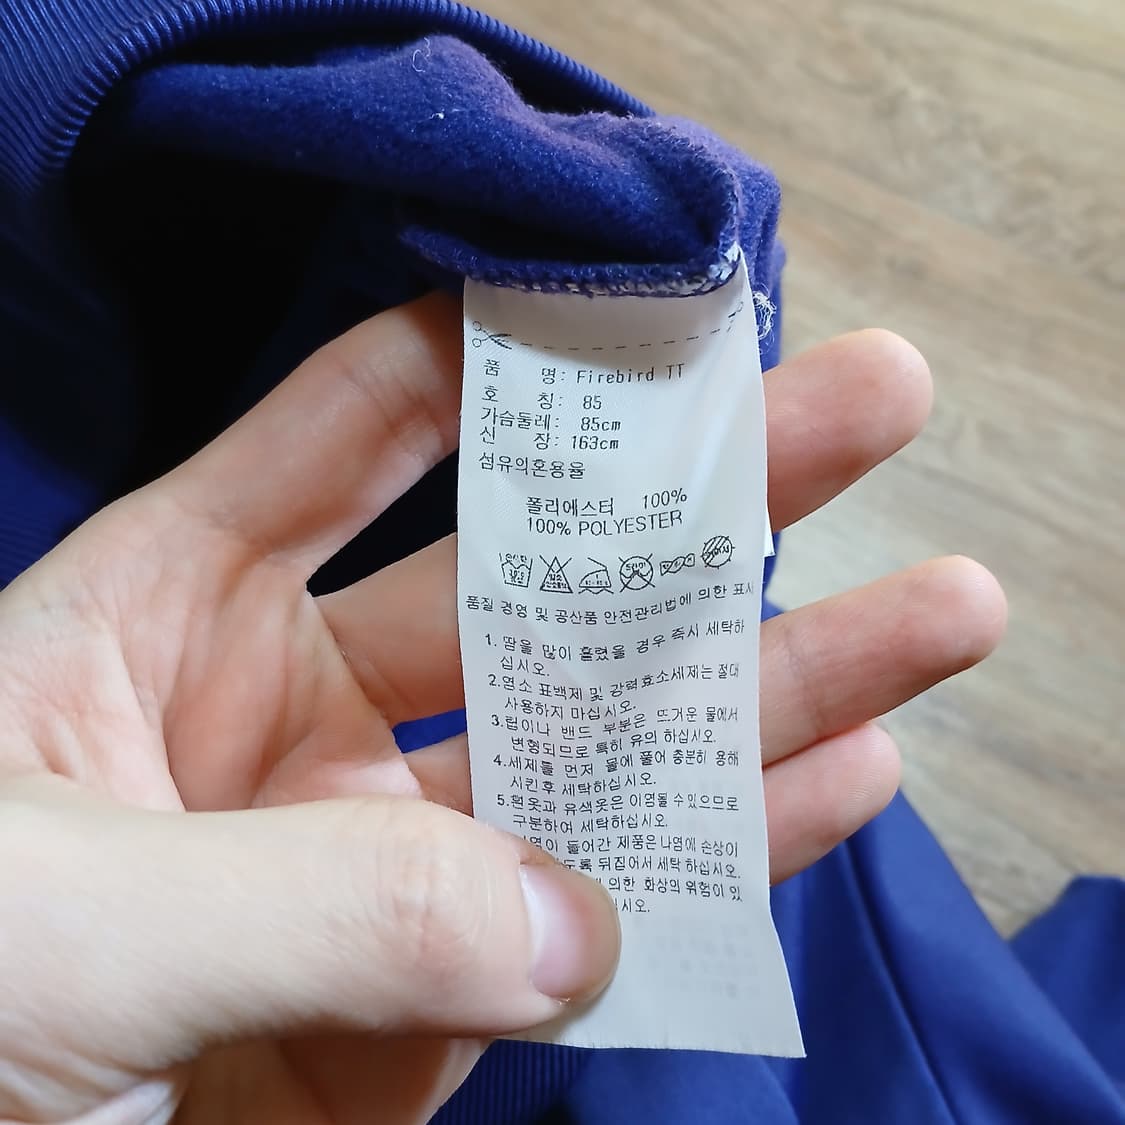 품 명: Firebird TT
호 칭: 85
가슴둘레: 85cm
신 장: 163cm
섬유의혼용율
폴리에스터 100%
100% POLYESTER
품질 경영 및 공산품 안전관리법에 의한 표시
1. 땀을 많이 흘렸을 경우 즉시 세탁하
십시오.
2.염소 표백제 및 강력효소세제는 절대
사용하지 마십시오.
3.립이나 밴드 부분은 뜨거운 물에서
변형되므로 특히 유의 하십시오.
4.세제를 먼저 물에 풀어 충분히 용해
시킨후 세탁하십시오.
5.흰옷과 유색옷은 이염될 수 있으므로
구분하여 세탁하십시오.
들어간 제품은 나염에 손상이
뒤집어서 세탁 하십시오.
의한 화상의 위험이 있